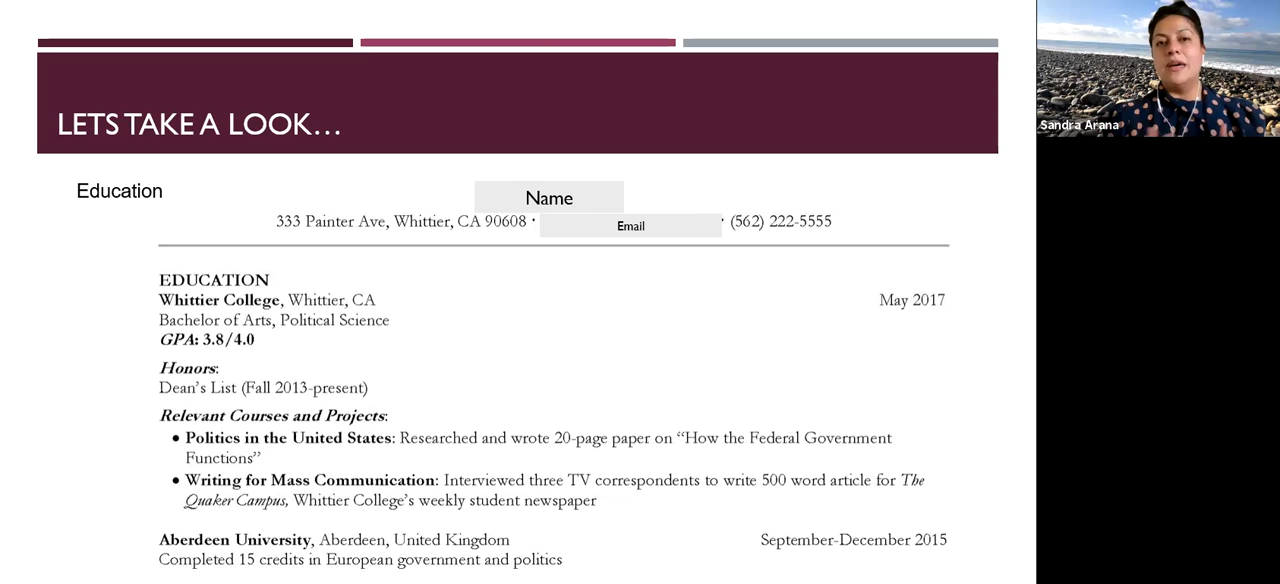 LETS TAKE A LOOK...
Sandra Arana
Education
Name
333 Painter Ave, Whittier, CA 90608 · Email · (562) 222-5555
EDUCATION
Whittier College, Whittier, CA May 2017
Bachelor of Arts, Political Science
GPA: 3.8/4.0
Honors:
Dean's List (Fall 2013-present)
Relevant Courses and Projects:
• Politics in the United States: Researched and wrote 20-page paper on “How the Federal Government
Functions”
• Writing for Mass Communication: Interviewed three TV correspondents to write 500 word article for The
Quaker Campus, Whittier College's weekly student newspaper
Aberdeen University, Aberdeen, United Kingdom September-December 2015
Completed 15 credits in European government and politics